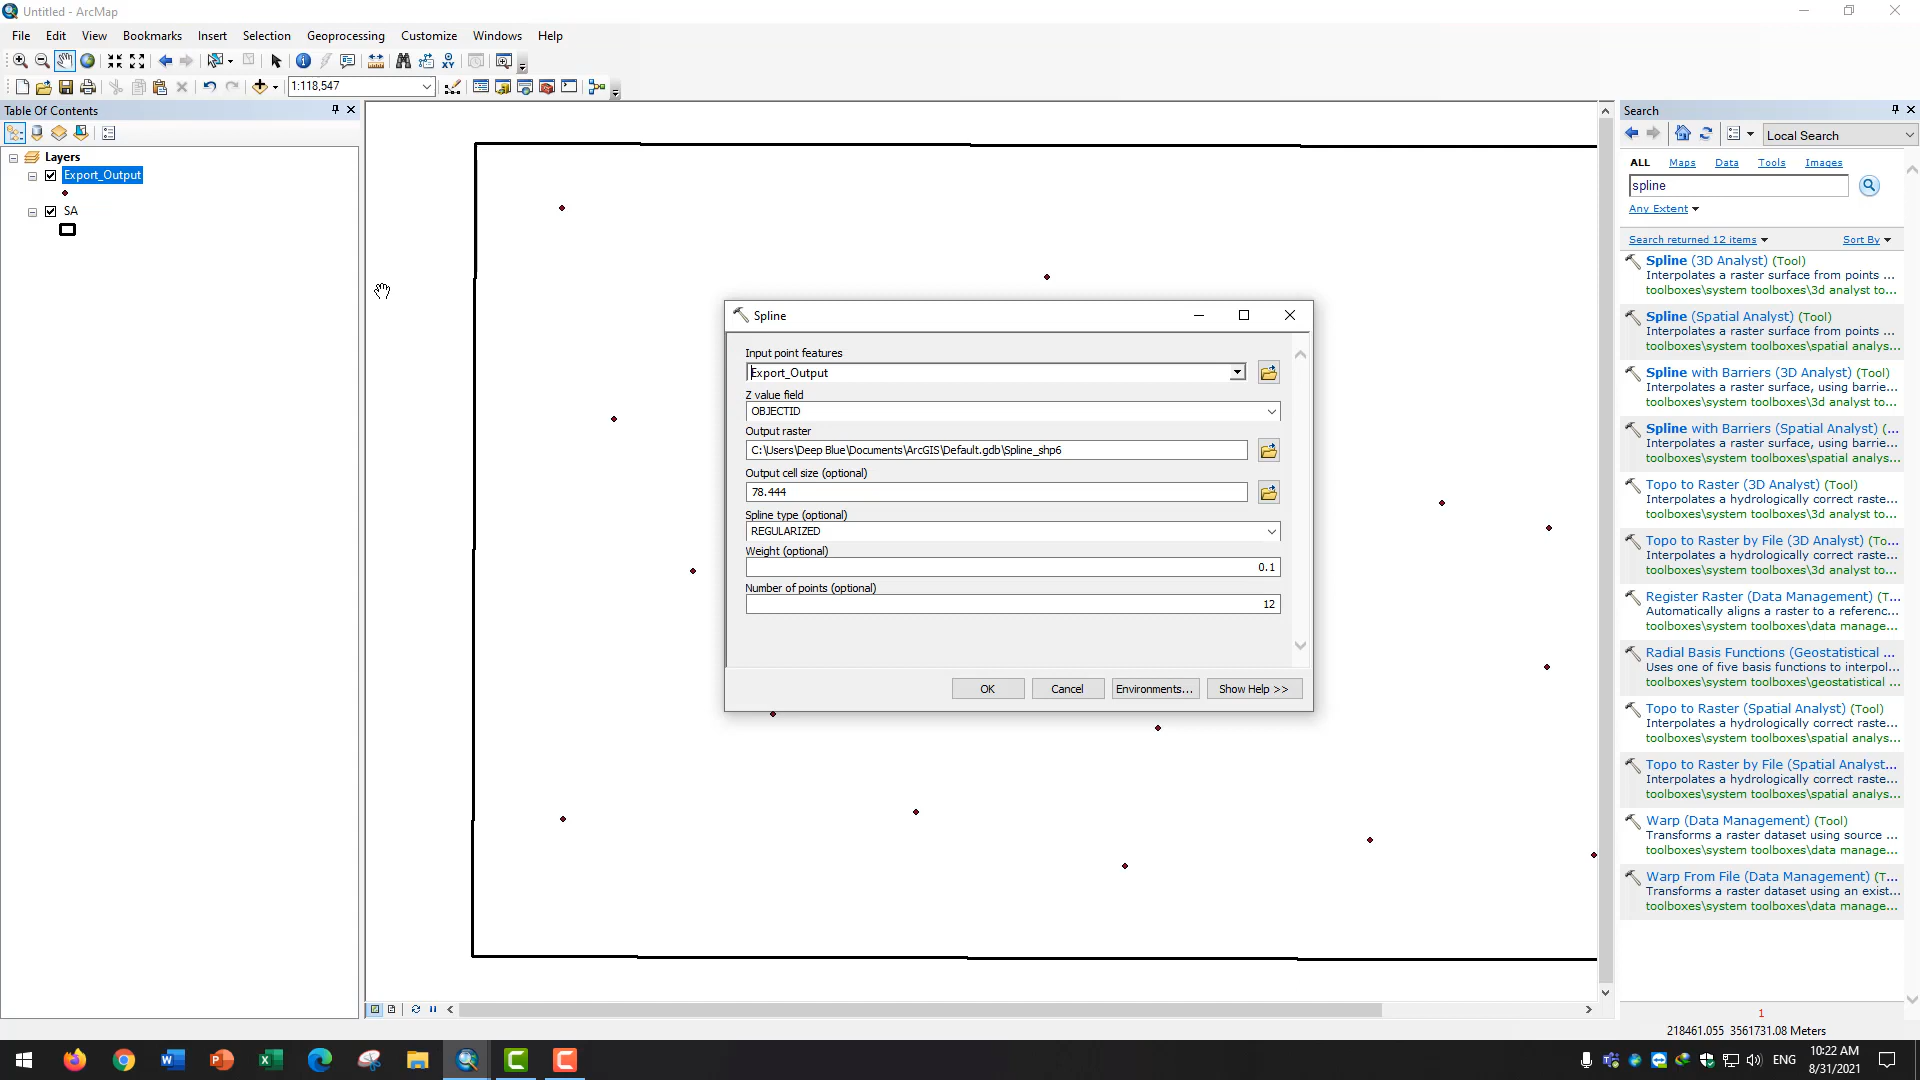 Untitled - ArcMap
File Edit View Bookmarks Insert Selection Geoprocessing Customize Windows Help
1:118,547
Table Of Contents
Layers
Export_Output
SA
Spline
Input point features
Export_Output
Z value field
OBJECTID
Output raster
C:\Users\Deep Blue\Documents\ArcGIS\Default.gdb\Spline_shp6
Output cell size (optional)
78.444
Spline type (optional)
REGULARIZED
Weight (optional)
0.1
Number of points (optional)
12
OK Cancel Environments... Show Help >>
Search
Local Search
ALL Maps Data Tools Images
spline
Any Extent
Search returned 12 items Sort By
Spline (3D Analyst) (Tool)
Interpolates a raster surface from points ...
toolboxes\system toolboxes\3d analyst to...
Spline (Spatial Analyst) (Tool)
Interpolates a raster surface from points ...
toolboxes\system toolboxes\spatial analys...
Spline with Barriers (3D Analyst) (Tool)
Interpolates a raster surface, using barrie...
toolboxes\system toolboxes\3d analyst to...
Spline with Barriers (Spatial Analyst) (...
Interpolates a raster surface, using barrie...
toolboxes\system toolboxes\spatial analys...
Topo to Raster (3D Analyst) (Tool)
Interpolates a hydrologically correct raste...
toolboxes\system toolboxes\3d analyst to...
Topo to Raster by File (3D Analyst) (To...
Interpolates a hydrologically correct raste...
toolboxes\system toolboxes\3d analyst to...
Register Raster (Data Management) (T...
Automatically aligns a raster to a referenc...
toolboxes\system toolboxes\data manage...
Radial Basis Functions (Geostatistical ...
Uses one of five basis functions to interpol...
toolboxes\system toolboxes\geostatistical ...
Topo to Raster (Spatial Analyst) (Tool)
Interpolates a hydrologically correct raste...
toolboxes\system toolboxes\spatial analys...
Topo to Raster by File (Spatial Analyst...
Interpolates a hydrologically correct raste...
toolboxes\system toolboxes\spatial analys...
Warp (Data Management) (Tool)
Transforms a raster dataset using source ...
toolboxes\system toolboxes\data manage...
Warp From File (Data Management) (T...
Transforms a raster dataset using an exist...
toolboxes\system toolboxes\data manage...
1
218461.055 3561731.08 Meters
ENG
10:22 AM
8/31/2021